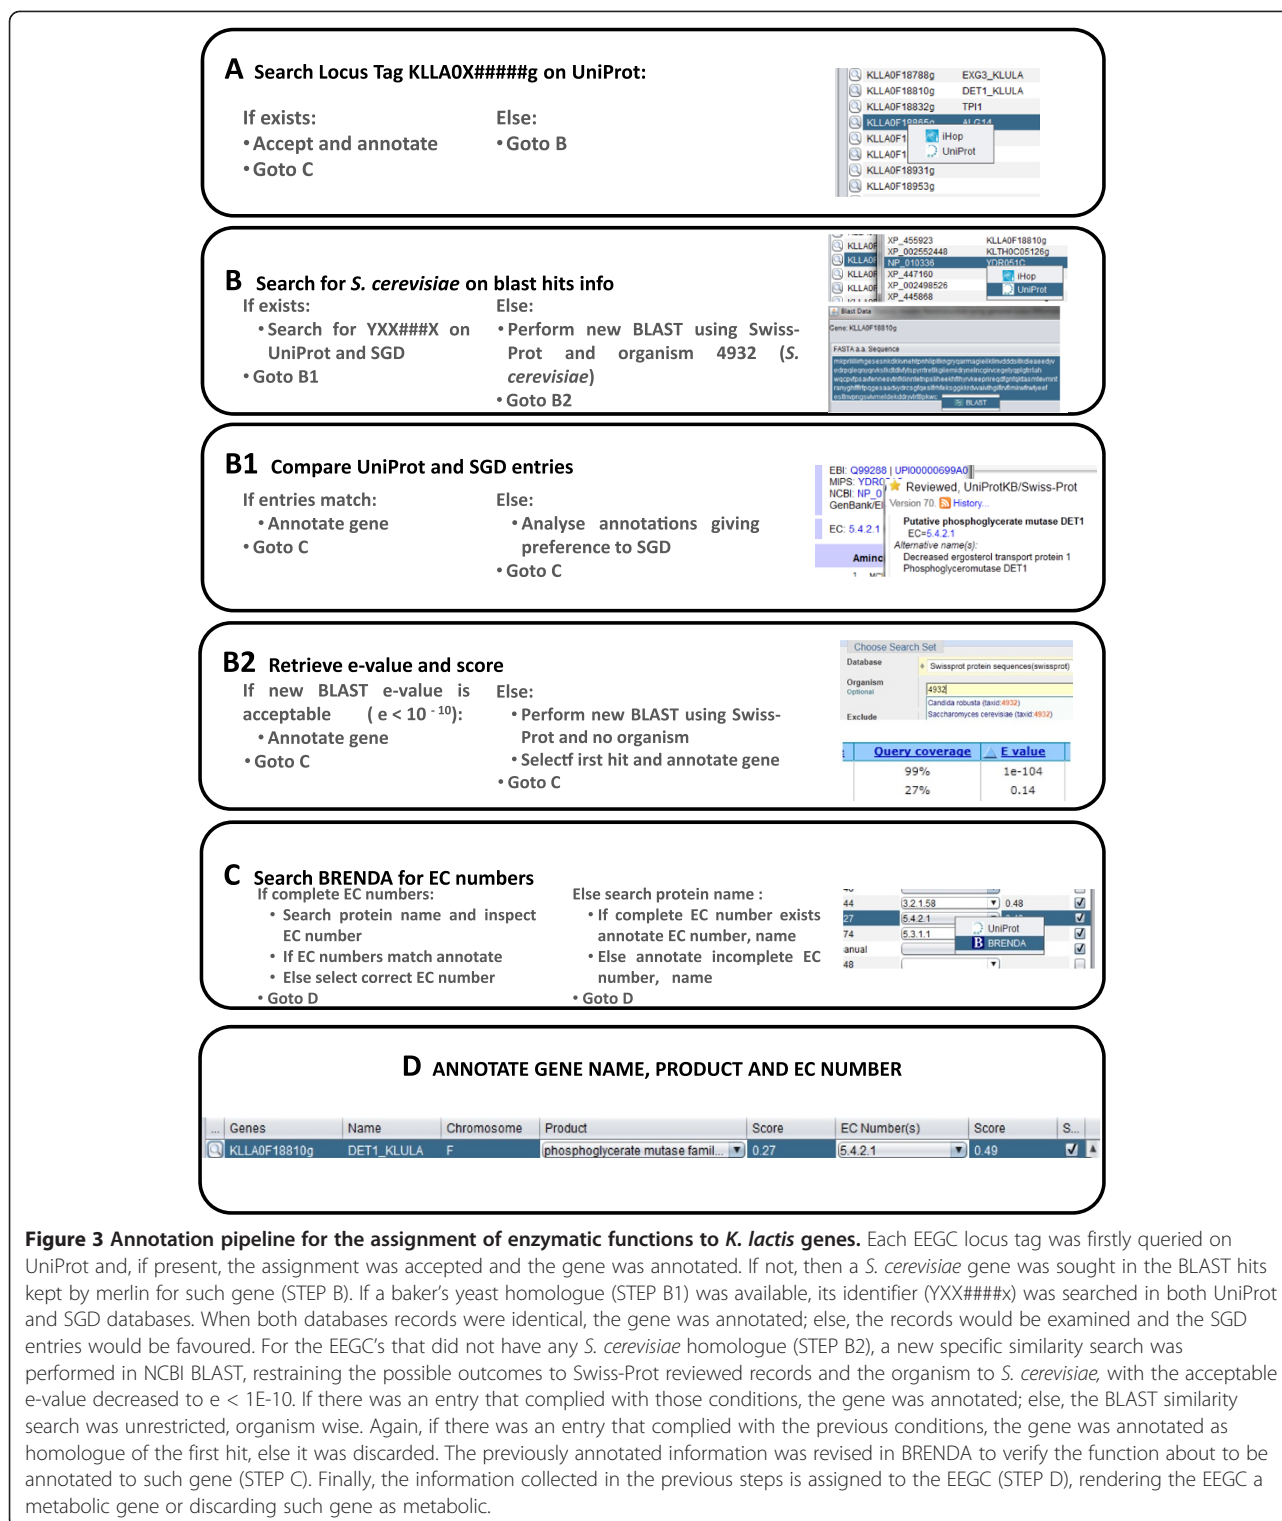 A Search Locus Tag KLLA0X#####g on UniProt:
If exists:
• Accept and annotate
• Goto C
Else:
• Goto B
KLLA0F18788g EXG3_KLULA
KLLA0F18810g DET1_KLULA
KLLA0F18832g TPI1
KLLA0F18865g ALG14
KLLA0F1
KLLA0F1
KLLA0F18931g
KLLA0F18953g
iHop
UniProt
B Search for S. cerevisiae on blast hits info
If exists:
• Search for YXX###X on
UniProt and SGD
• Goto B1
Else:
• Perform new BLAST using Swiss-
Prot and organism 4932 (S.
cerevisiae)
• Goto B2
KLLA0F
KLLA0F
KLLA0F
KLLA0F
XP_455923 KLLA0F18810g
XP_002552448 KLTH0C05126g
NP_010336 YDR051C
XP_447160
XP_002498526
XP_445868
iHop
UniProt
Blast Data
Gene: KLLA0F18810g
FASTA a.a. Sequence
BLAST
B1 Compare UniProt and SGD entries
If entries match:
• Annotate gene
• Goto C
Else:
• Analyse annotations giving
preference to SGD
• Goto C
EBI: Q99288 | UPI00000699A0
MIPS: YDR0
NCBI: NP_0
GenBank/E
EC: 5.4.2.1
Aminc
Reviewed, UniProtKB/Swiss-Prot
Version 70. History...
Putative phosphoglycerate mutase DET1
EC=5.4.2.1
Alternative name(s):
Decreased ergosterol transport protein 1
Phosphoglyceromutase DET1
B2 Retrieve e-value and score
If new BLAST e-value is
acceptable ( e < 10 - 10):
• Annotate gene
• Goto C
Else:
• Perform new BLAST using Swiss-
Prot and no organism
• Selectf irst hit and annotate gene
• Goto C
Choose Search Set
Database Swissprot protein sequences(swissprot)
Organism
Optional
4932
Candida robusta (taxid:4932)
Saccharomyces cerevisiae (taxid:4932)
Exclude
Query coverage E value
99% 1e-104
27% 0.14
C Search BRENDA for EC numbers
If complete EC numbers:
• Search protein name and inspect
EC number
• If EC numbers match annotate
• Else select correct EC number
• Goto D
Else search protein name :
• If complete EC number exists
annotate EC number, name
• Else annotate incomplete EC
number, name
• Goto D
44 3.2.1.58 0.48
27 5.4.2.1
74 5.3.1.1
anual
48
UniProt
BRENDA
D ANNOTATE GENE NAME, PRODUCT AND EC NUMBER
... Genes Name Chromosome Product Score EC Number(s) Score S...
KLLA0F18810g DET1_KLULA F phosphoglycerate mutase famil... 0.27 5.4.2.1 0.49
Figure 3 Annotation pipeline for the assignment of enzymatic functions to K. lactis genes. Each EEGC locus tag was firstly queried on
UniProt and, if present, the assignment was accepted and the gene was annotated. If not, then a S. cerevisiae gene was sought in the BLAST hits
kept by merlin for such gene (STEP B). If a baker's yeast homologue (STEP B1) was available, its identifier (YXX####x) was searched in both UniProt
and SGD databases. When both databases records were identical, the gene was annotated; else, the records would be examined and the SGD
entries would be favoured. For the EEGC's that did not have any S. cerevisiae homologue (STEP B2), a new specific similarity search was
performed in NCBI BLAST, restraining the possible outcomes to Swiss-Prot reviewed records and the organism to S. cerevisiae, with the acceptable
e-value decreased to e < 1E-10. If there was an entry that complied with those conditions, the gene was annotated; else, the BLAST similarity
search was unrestricted, organism wise. Again, if there was an entry that complied with the previous conditions, the gene was annotated as
homologue of the first hit, else it was discarded. The previously annotated information was revised in BRENDA to verify the function about to be
annotated to such gene (STEP C). Finally, the information collected in the previous steps is assigned to the EEGC (STEP D), rendering the EEGC a
metabolic gene or discarding such gene as metabolic.